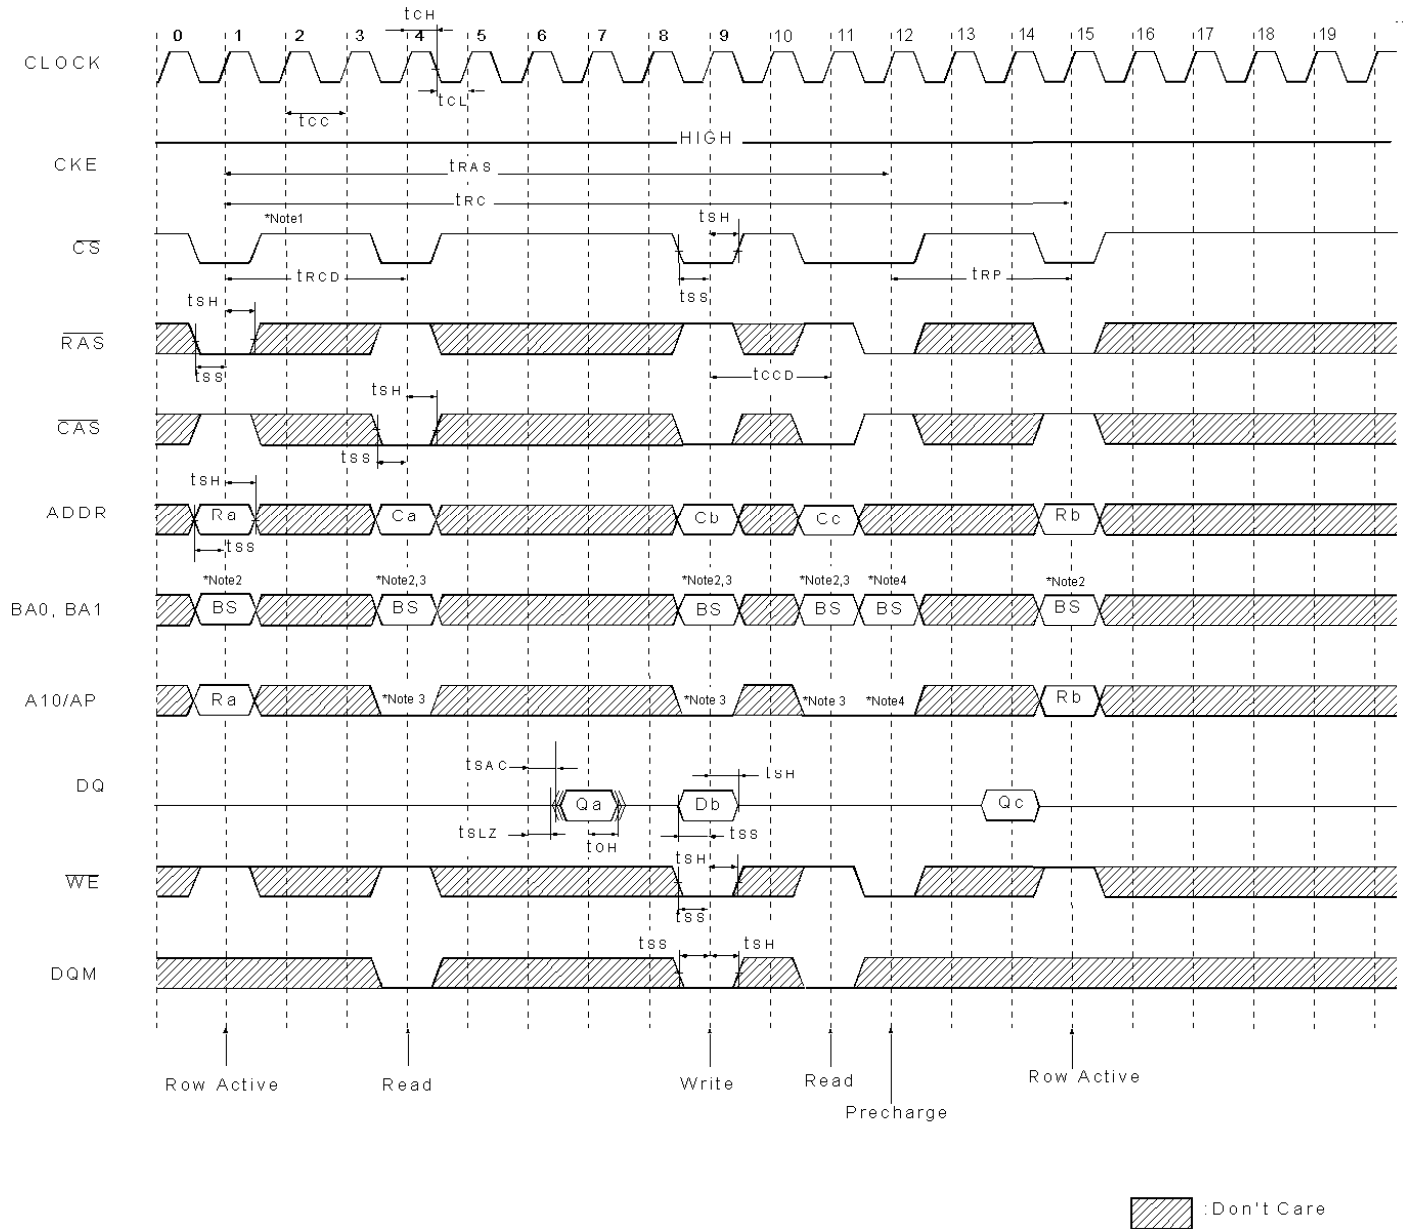 tCH
0 1 2 3 4 5 6 7 8 9 10 11 12 13 14 15 16 17 18 19
CLOCK
tCL
tCC
HIGH
CKE
tRAS
tRC
*Note1
tSH
CS
tRCD
tRP
tSS
tSH
RAS
tSS
tCCD
tSH
CAS
tSS
tSH
ADDR
Ra Ca Cb Cc Rb
tSS
*Note2 *Note2,3 *Note2,3 *Note2,3 *Note4 *Note2
BA0, BA1
BS BS BS BS BS BS
A10/AP
Ra *Note 3 *Note 3 *Note 3 *Note4 Rb
tSAC
tSH
DQ
Qa Db Qc
tSLZ
tOH
tSS
tSH
WE
tSS
tSS tSH
DQM
Row Active Read Write Read Row Active
Precharge
:Don't Care